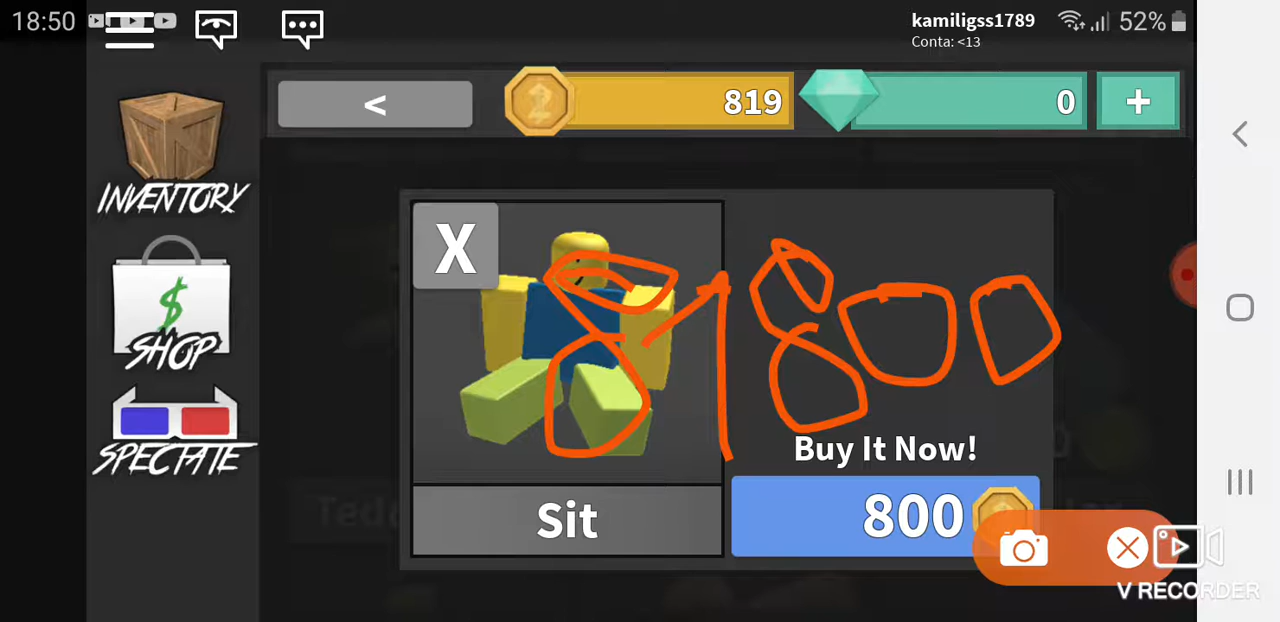 18:50
kamiligss1789
Conta: <13
52%
<
819
0
+
INVENTORY
SHOP
SPECTATE
X
81800
Buy It Now!
Sit
800
V RECORDER